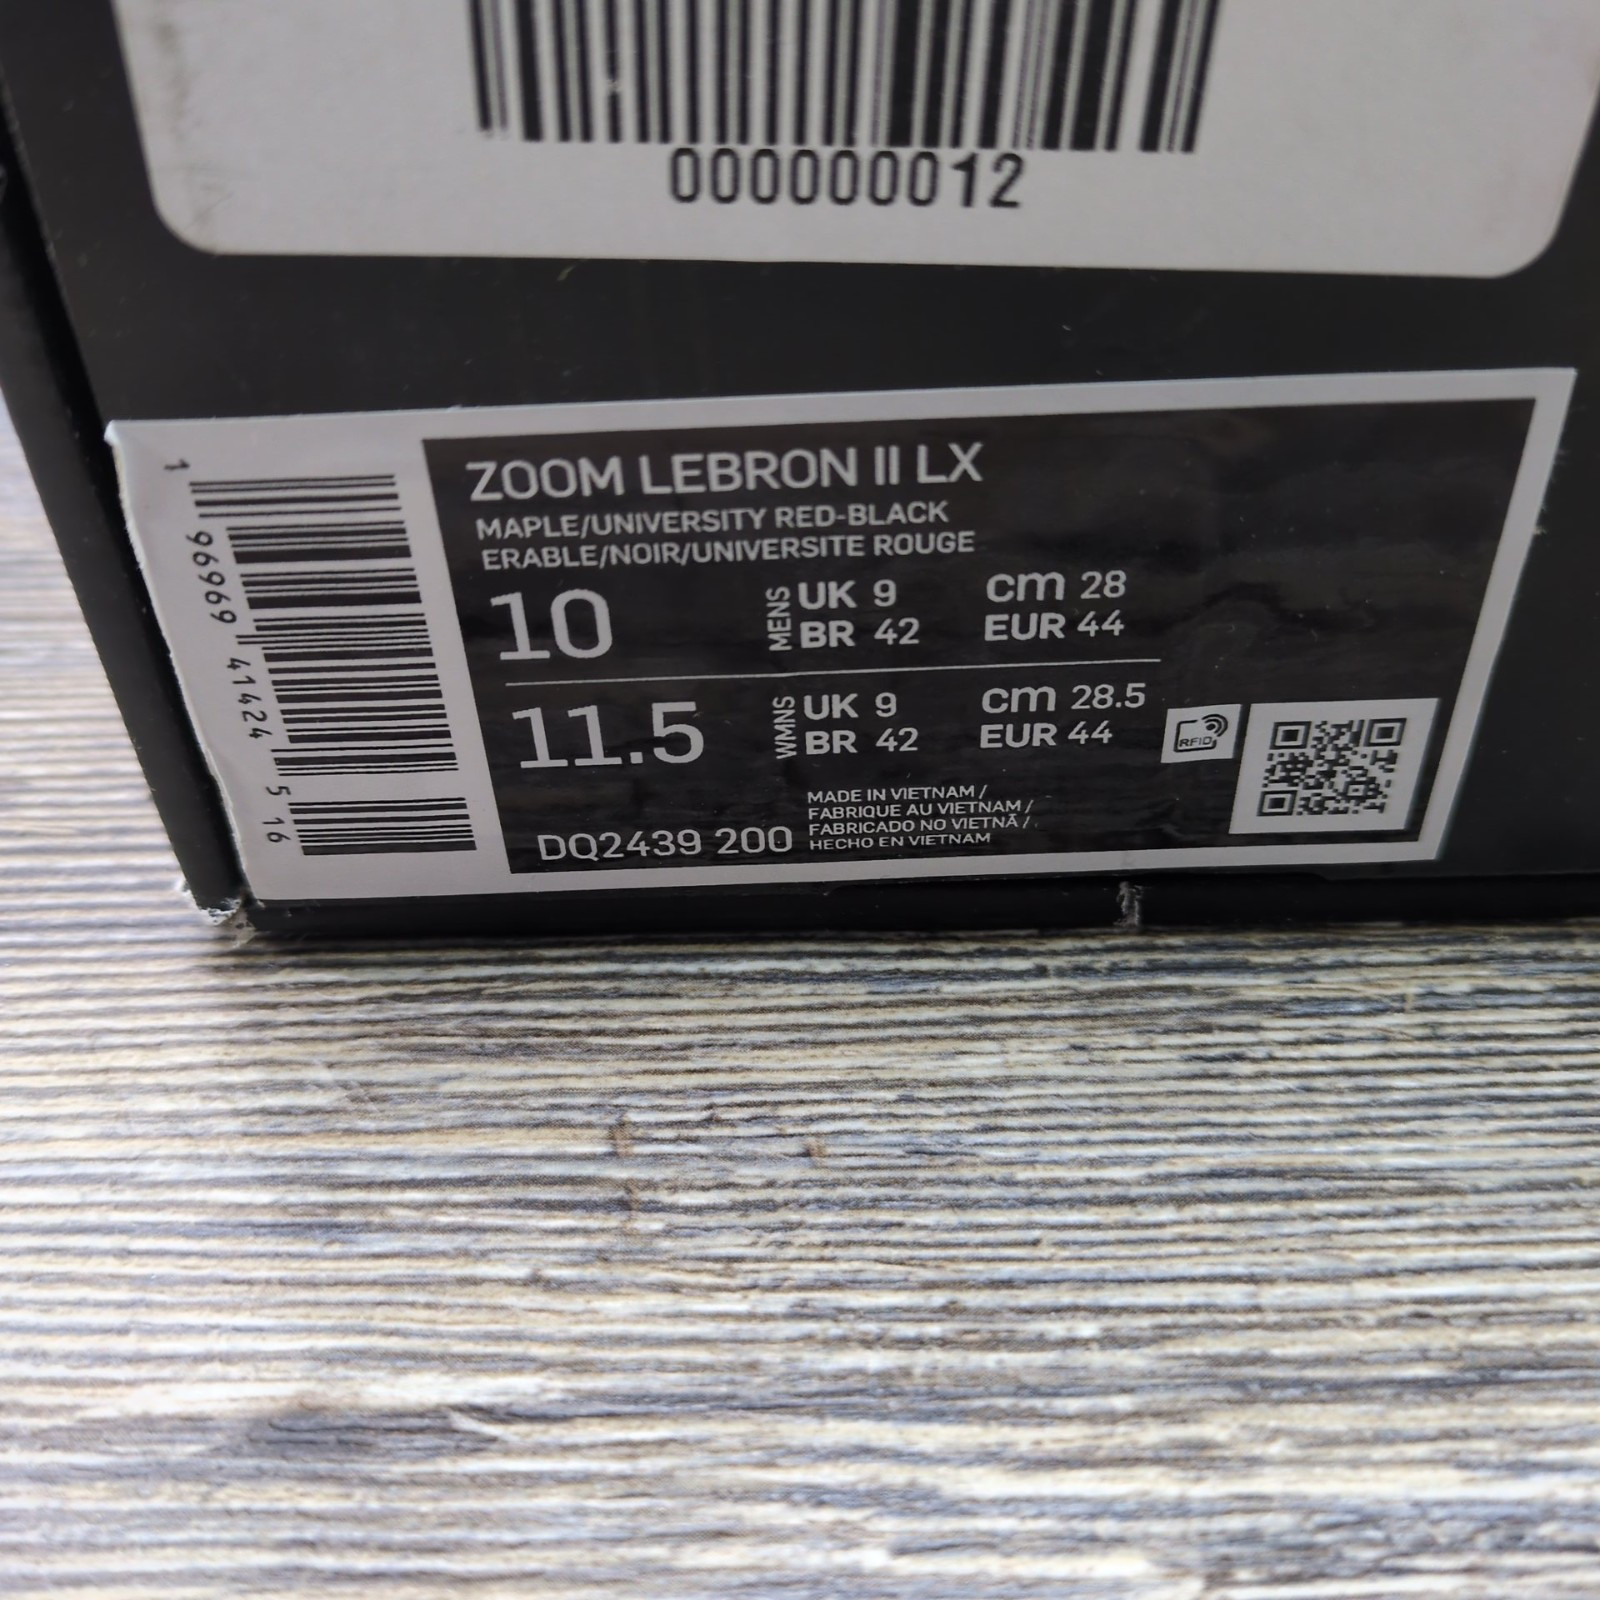 000000012
1 96969 41424 5 16
ZOOM LEBRON II LX
MAPLE/UNIVERSITY RED-BLACK
ERABLE/NOIR/UNIVERSITE ROUGE
10 MENS UK 9 cm 28
BR 42 EUR 44
11.5 WMNS UK 9 cm 28.5
BR 42 EUR 44
RFID
DQ2439 200
MADE IN VIETNAM /
FABRIQUE AU VIETNAM /
FABRICADO NO VIETNÃ /
HECHO EN VIETNAM